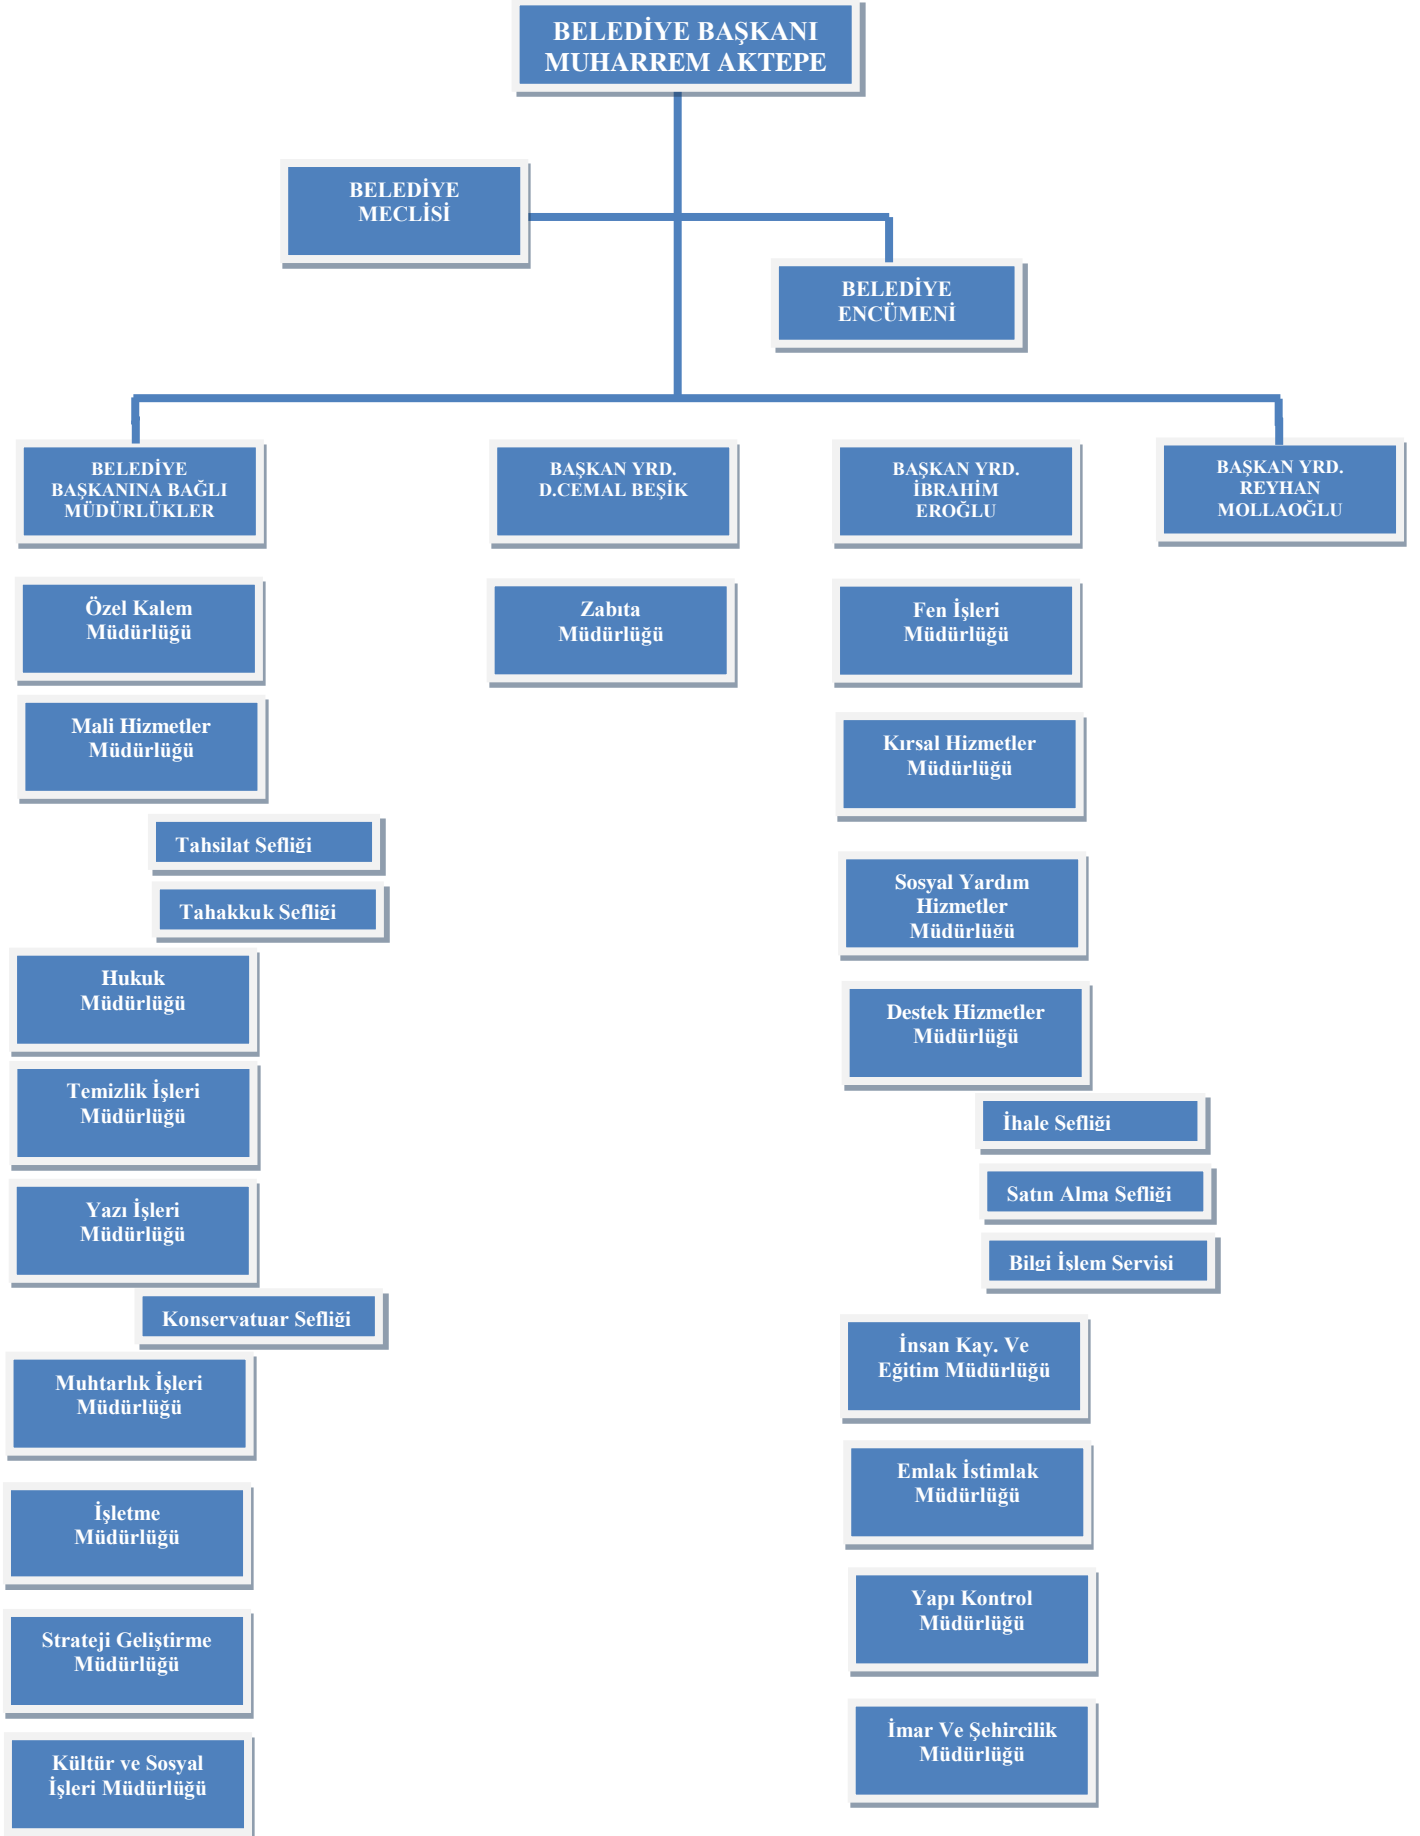 BELEDİYE BAŞKANI
MUHARREM AKTEPE
BELEDİYE
MECLİSİ
BELEDİYE
ENCÜMENİ
BELEDİYE
BAŞKANINA BAĞLI
MÜDÜRLÜKLER
BAŞKAN YRD.
D.CEMAL BEŞİK
BAŞKAN YRD.
İBRAHİM
EROĞLU
BAŞKAN YRD.
REYHAN
MOLLAOĞLU
Özel Kalem
Müdürlüğü
Mali Hizmetler
Müdürlüğü
Tahsilat Şefliği
Tahakkuk Şefliği
Hukuk
Müdürlüğü
Temizlik İşleri
Müdürlüğü
Yazı İşleri
Müdürlüğü
Konservatuar Şefliği
Muhtarlık İşleri
Müdürlüğü
İşletme
Müdürlüğü
Strateji Geliştirme
Müdürlüğü
Kültür ve Sosyal
İşleri Müdürlüğü
Zabıta
Müdürlüğü
Fen İşleri
Müdürlüğü
Kırsal Hizmetler
Müdürlüğü
Sosyal Yardım
Hizmetler
Müdürlüğü
Destek Hizmetler
Müdürlüğü
İhale Şefliği
Satın Alma Şefliği
Bilgi İşlem Servisi
İnsan Kay. Ve
Eğitim Müdürlüğü
Emlak İstimlak
Müdürlüğü
Yapı Kontrol
Müdürlüğü
İmar Ve Şehircilik
Müdürlüğü